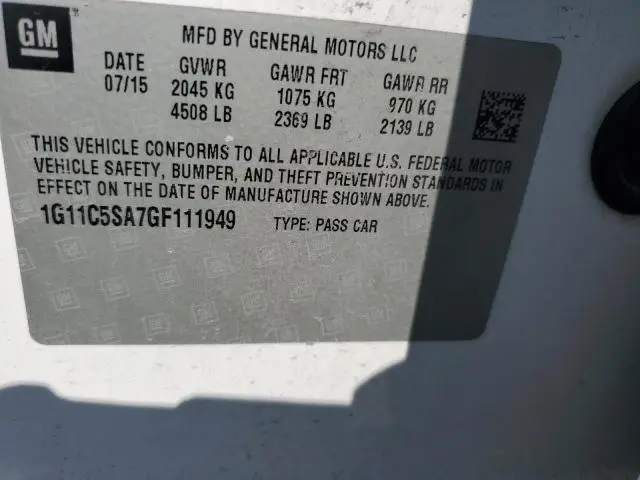 GM
MFD BY GENERAL MOTORS LLC
DATE GVWR GAWR FRT GAWR RR
07/15 2045 KG 1075 KG 970 KG
4508 LB 2369 LB 2139 LB
THIS VEHICLE CONFORMS TO ALL APPLICABLE U.S. FEDERAL MOTOR
VEHICLE SAFETY, BUMPER, AND THEFT PREVENTION STANDARDS IN
EFFECT ON THE DATE OF MANUFACTURE SHOWN ABOVE.
1G11C5SA7GF111949 TYPE: PASS CAR